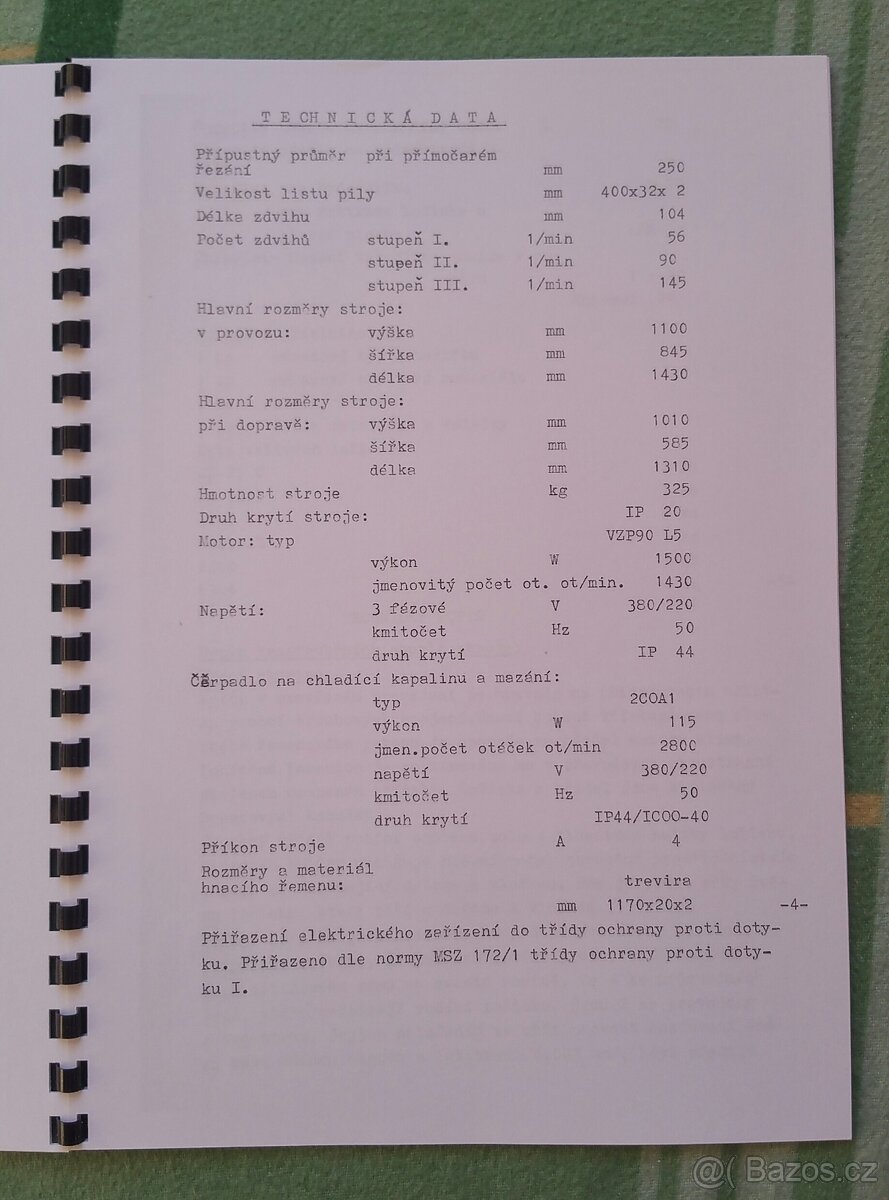 TECHNICKÁ DATA
Přípustný průměr při přímočarém
řezání mm 250
Velikost listu pily mm 400x32x 2
Délka zdvihu mm 104
Počet zdvihů stupeň I. 1/min 56
stupeň II. 1/min 90
stupeň III. 1/min 145
Hlavní rozměry stroje:
v provozu: výška mm 1100
šířka mm 845
délka mm 1430
Hlavní rozměry stroje:
při dopravě: výška mm 1010
šířka mm 585
délka mm 1310
Hmotnost stroje kg 325
Druh krytí stroje: IP 20
Motor: typ VZP90 L5
výkon W 1500
jmenovitý počet ot. ot/min. 1430
Napětí: 3 fézové V 380/220
kmitočet Hz 50
druh krytí IP 44
Čerpadlo na chladící kapalinu a mazání:
typ 2COA1
výkon W 115
jmen.počet otáček ot/min 2800
napětí V 380/220
kmitočet Hz 50
druh krytí IP44/ICOO-40
Příkon stroje A 4
Rozměry a materiál
hnacího řemenu: trevira
mm 1170x20x2 -4-
Přiřazení elektrického zařízení do třídy ochrany proti doty-
ku. Přiřazeno dle normy MSZ 172/1 třídy ochrany proti doty-
ku I.
@( Bazos.cz